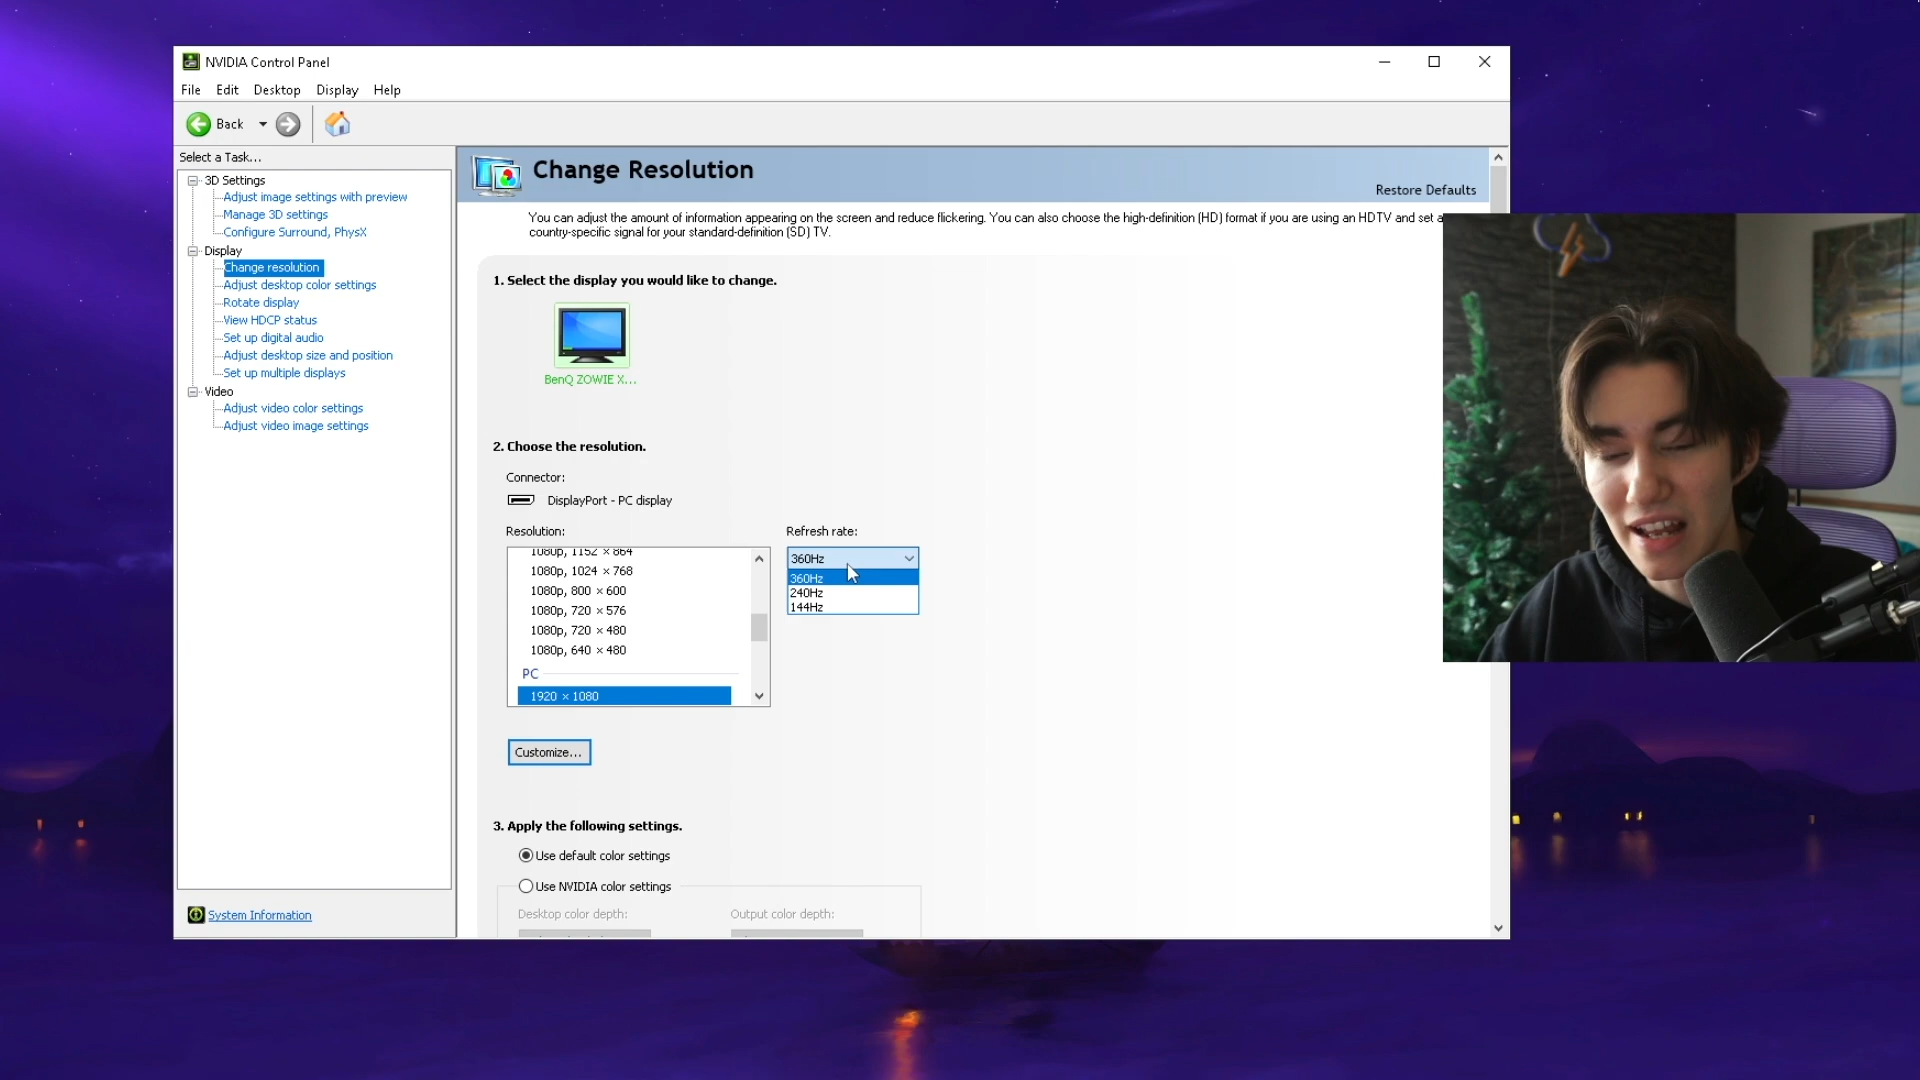 NVIDIA Control Panel
File Edit Desktop Display Help
Back
Select a Task...
3D Settings
Adjust image settings with preview
Manage 3D settings
Configure Surround, PhysX
Display
Change resolution
Adjust desktop color settings
Rotate display
View HDCP status
Set up digital audio
Adjust desktop size and position
Set up multiple displays
Video
Adjust video color settings
Adjust video image settings
System Information
Change Resolution
Restore Defaults
You can adjust the amount of information appearing on the screen and reduce flickering. You can also choose the high-definition (HD) format if you are using an HDTV and set a
country-specific signal for your standard-definition (SD) TV.
1. Select the display you would like to change.
BenQ ZOWIE X...
2. Choose the resolution.
Connector:
DisplayPort - PC display
Resolution:
1080p, 1152 × 864
1080p, 1024 × 768
1080p, 800 × 600
1080p, 720 × 576
1080p, 720 × 480
1080p, 640 × 480
PC
1920 × 1080
Refresh rate:
360Hz
360Hz
240Hz
144Hz
Customize...
3. Apply the following settings.
Use default color settings
Use NVIDIA color settings
Desktop color depth:
Output color depth: